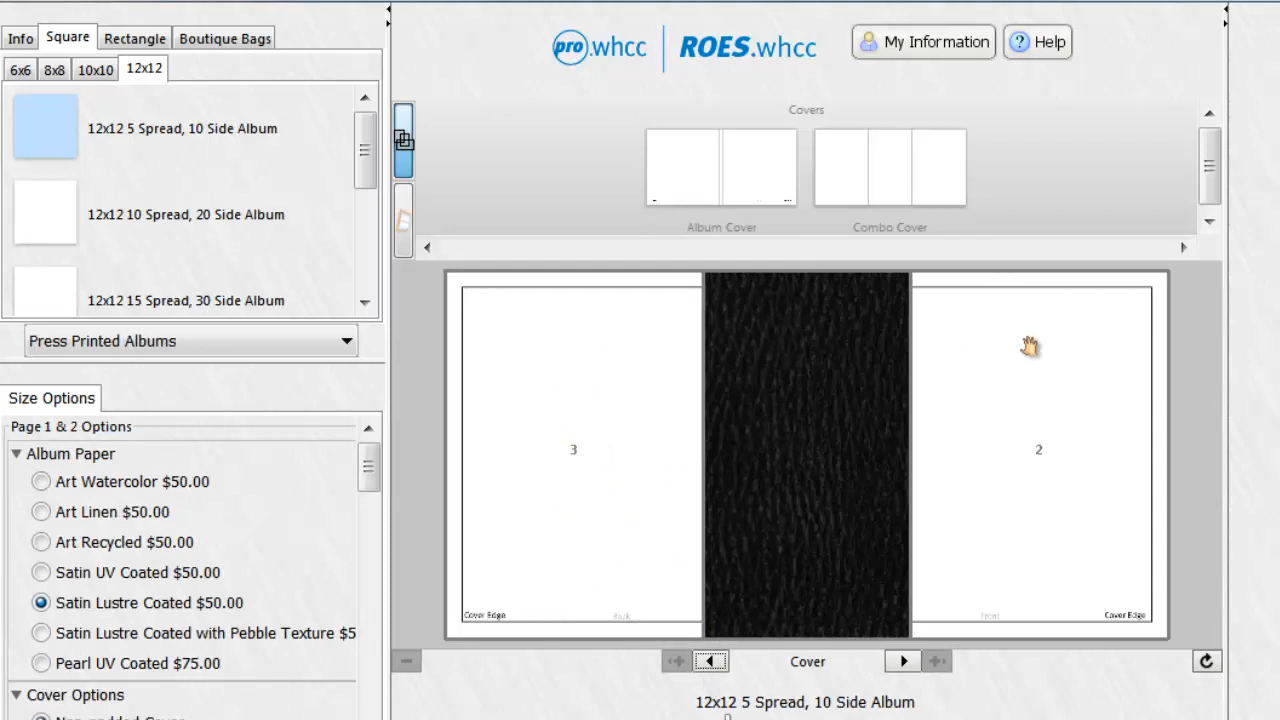 Info Square Rectangle Boutique Bags
6x6 8x8 10x10 12x12
12x12 5 Spread, 10 Side Album
12x12 10 Spread, 20 Side Album
12x12 15 Spread, 30 Side Album
Press Printed Albums
Size Options
Page 1 & 2 Options
Album Paper
Art Watercolor $50.00
Art Linen $50.00
Art Recycled $50.00
Satin UV Coated $50.00
Satin Lustre Coated $50.00
Satin Lustre Coated with Pebble Texture $5
Pearl UV Coated $75.00
Cover Options
pro.whcc ROES.whcc
My Information ? Help
Covers
Album Cover Combo Cover
3 2
Cover Edge Back Front Cover Edge
Cover
12x12 5 Spread, 10 Side Album